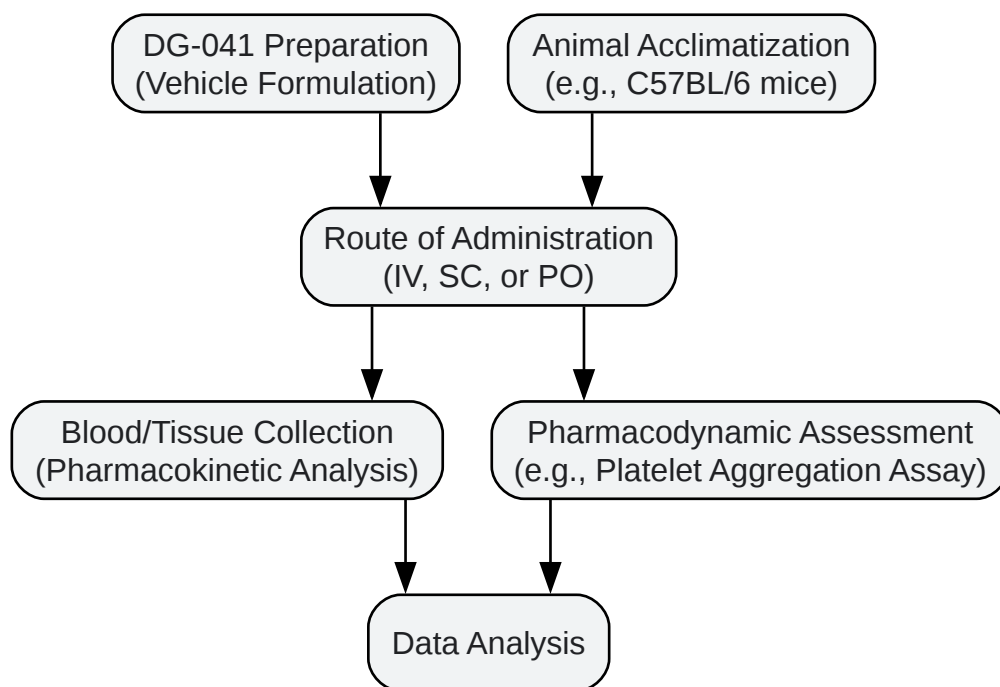 DG-041 Preparation
(Vehicle Formulation)
Animal Acclimatization
(e.g., C57BL/6 mice)
Route of Administration
(IV, SC, or PO)
Blood/Tissue Collection
(Pharmacokinetic Analysis)
Pharmacodynamic Assessment
(e.g., Platelet Aggregation Assay)
Data Analysis